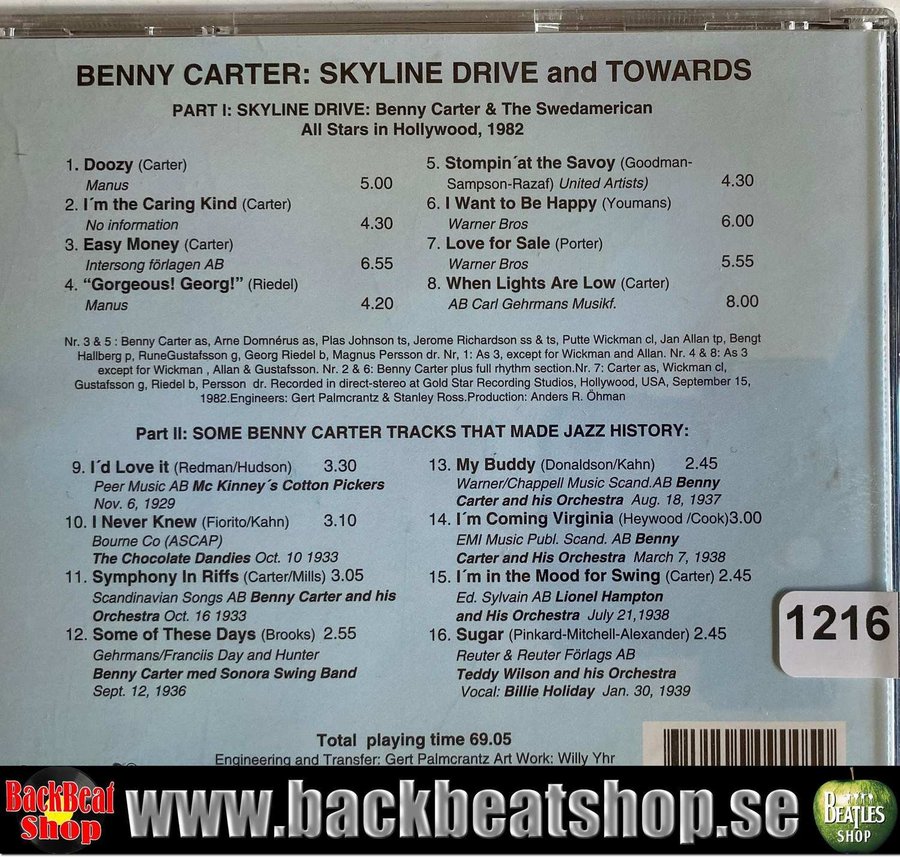 BENNY CARTER: SKYLINE DRIVE and TOWARDS
PART I: SKYLINE DRIVE: Benny Carter & The Swedamerican
All Stars in Hollywood, 1982
1. Doozy (Carter)
Manus 5.00
2. I´m the Caring Kind (Carter)
No information 4.30
3. Easy Money (Carter)
Intersong förlagen AB 6.55
4. “Gorgeous! Georg!” (Riedel)
Manus 4.20
5. Stompin´at the Savoy (Goodman-
Sampson-Razaf) United Artists) 4.30
6. I Want to Be Happy (Youmans)
Warner Bros 6.00
7. Love for Sale (Porter)
Warner Bros 5.55
8. When Lights Are Low (Carter)
AB Carl Gehrmans Musikf. 8.00
Nr. 3 & 5 : Benny Carter as, Arne Domnérus as, Plas Johnson ts, Jerome Richardson ss & ts, Putte Wickman cl, Jan Allan tp, Bengt
Hallberg p, RuneGustafsson g, Georg Riedel b, Magnus Persson dr. Nr, 1: As 3, except for Wickman and Allan. Nr. 4 & 8: As 3
except for Wickman , Allan & Gustafsson. Nr. 2 & 6: Benny Carter plus full rhythm section.Nr. 7: Carter as, Wickman cl,
Gustafsson g, Riedel b, Persson dr. Recorded in direct-stereo at Gold Star Recording Studios, Hollywood, USA, September 15,
1982.Engineers: Gert Palmcrantz & Stanley Ross.Production: Anders R. Öhman
Part II: SOME BENNY CARTER TRACKS THAT MADE JAZZ HISTORY:
9. I´d Love it (Redman/Hudson) 3.30
Peer Music AB Mc Kinney´s Cotton Pickers
Nov. 6, 1929
10. I Never Knew (Fiorito/Kahn) 3.10
Bourne Co (ASCAP)
The Chocolate Dandies Oct. 10 1933
11. Symphony In Riffs (Carter/Mills) 3.05
Scandinavian Songs AB Benny Carter and his
Orchestra Oct. 16 1933
12. Some of These Days (Brooks) 2.55
Gehrmans/Franciis Day and Hunter
Benny Carter med Sonora Swing Band
Sept. 12, 1936
13. My Buddy (Donaldson/Kahn) 2.45
Warner/Chappell Music Scand.AB Benny
Carter and his Orchestra Aug. 18, 1937
14. I´m Coming Virginia (Heywood /Cook)3.00
EMI Music Publ. Scand. AB Benny
Carter and His Orchestra March 7, 1938
15. I´m in the Mood for Swing (Carter) 2.45
Ed. Sylvain AB Lionel Hampton
and His Orchestra July 21,1938
16. Sugar (Pinkard-Mitchell-Alexander) 2.45
Reuter & Reuter Förlags AB
Teddy Wilson and his Orchestra
Vocal: Billie Holiday Jan. 30, 1939
1216
Total playing time 69.05
Engineering and Transfer: Gert Palmcrantz Art Work: Willy Yhr
BackBeat
Shop
www.backbeatshop.se
BEATLES
SHOP